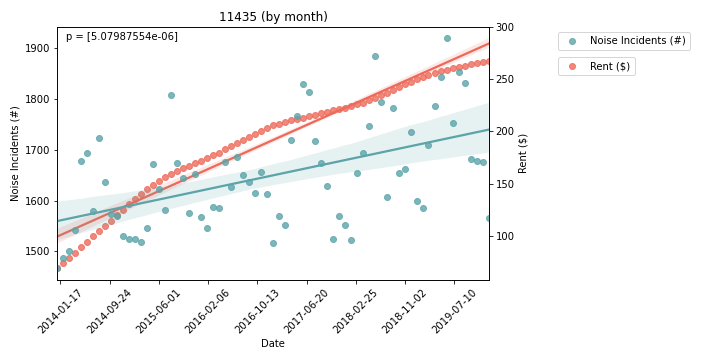 11435 (by month)
p = [5.07987554e-06]
Noise Incidents (#)
1900
1800
1700
1600
1500
300
250
200
150
100
Rent ($)
2014-01-17
2014-09-24
2015-06-01
2016-02-06
2016-10-13
2017-06-20
2018-02-25
2018-11-02
2019-07-10
Date
Noise Incidents (#)
Rent ($)